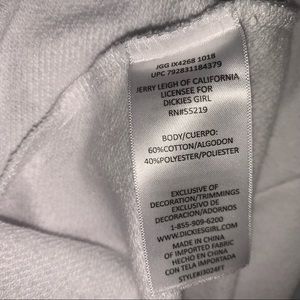 JGG IX4268 1018
UPC 792831184379
JERRY LEIGH OF CALIFORNIA
LICENSEE FOR
DICKIES GIRL
RN#55219
BODY/CUERPO:
60%COTTON/ALGODON
40%POLYESTER/POLIESTER
EXCLUSIVE OF
DECORATION/TRIMMINGS
EXCLUSIVO DE
DECORACION/ADORNOS
1-855-909-6200
WWW.DICKIESGIRL.COM
MADE IN CHINA
OF IMPORTED FABRIC
HECHO EN CHINA
CON TELA IMPORTADA
STYLE#J3024FT